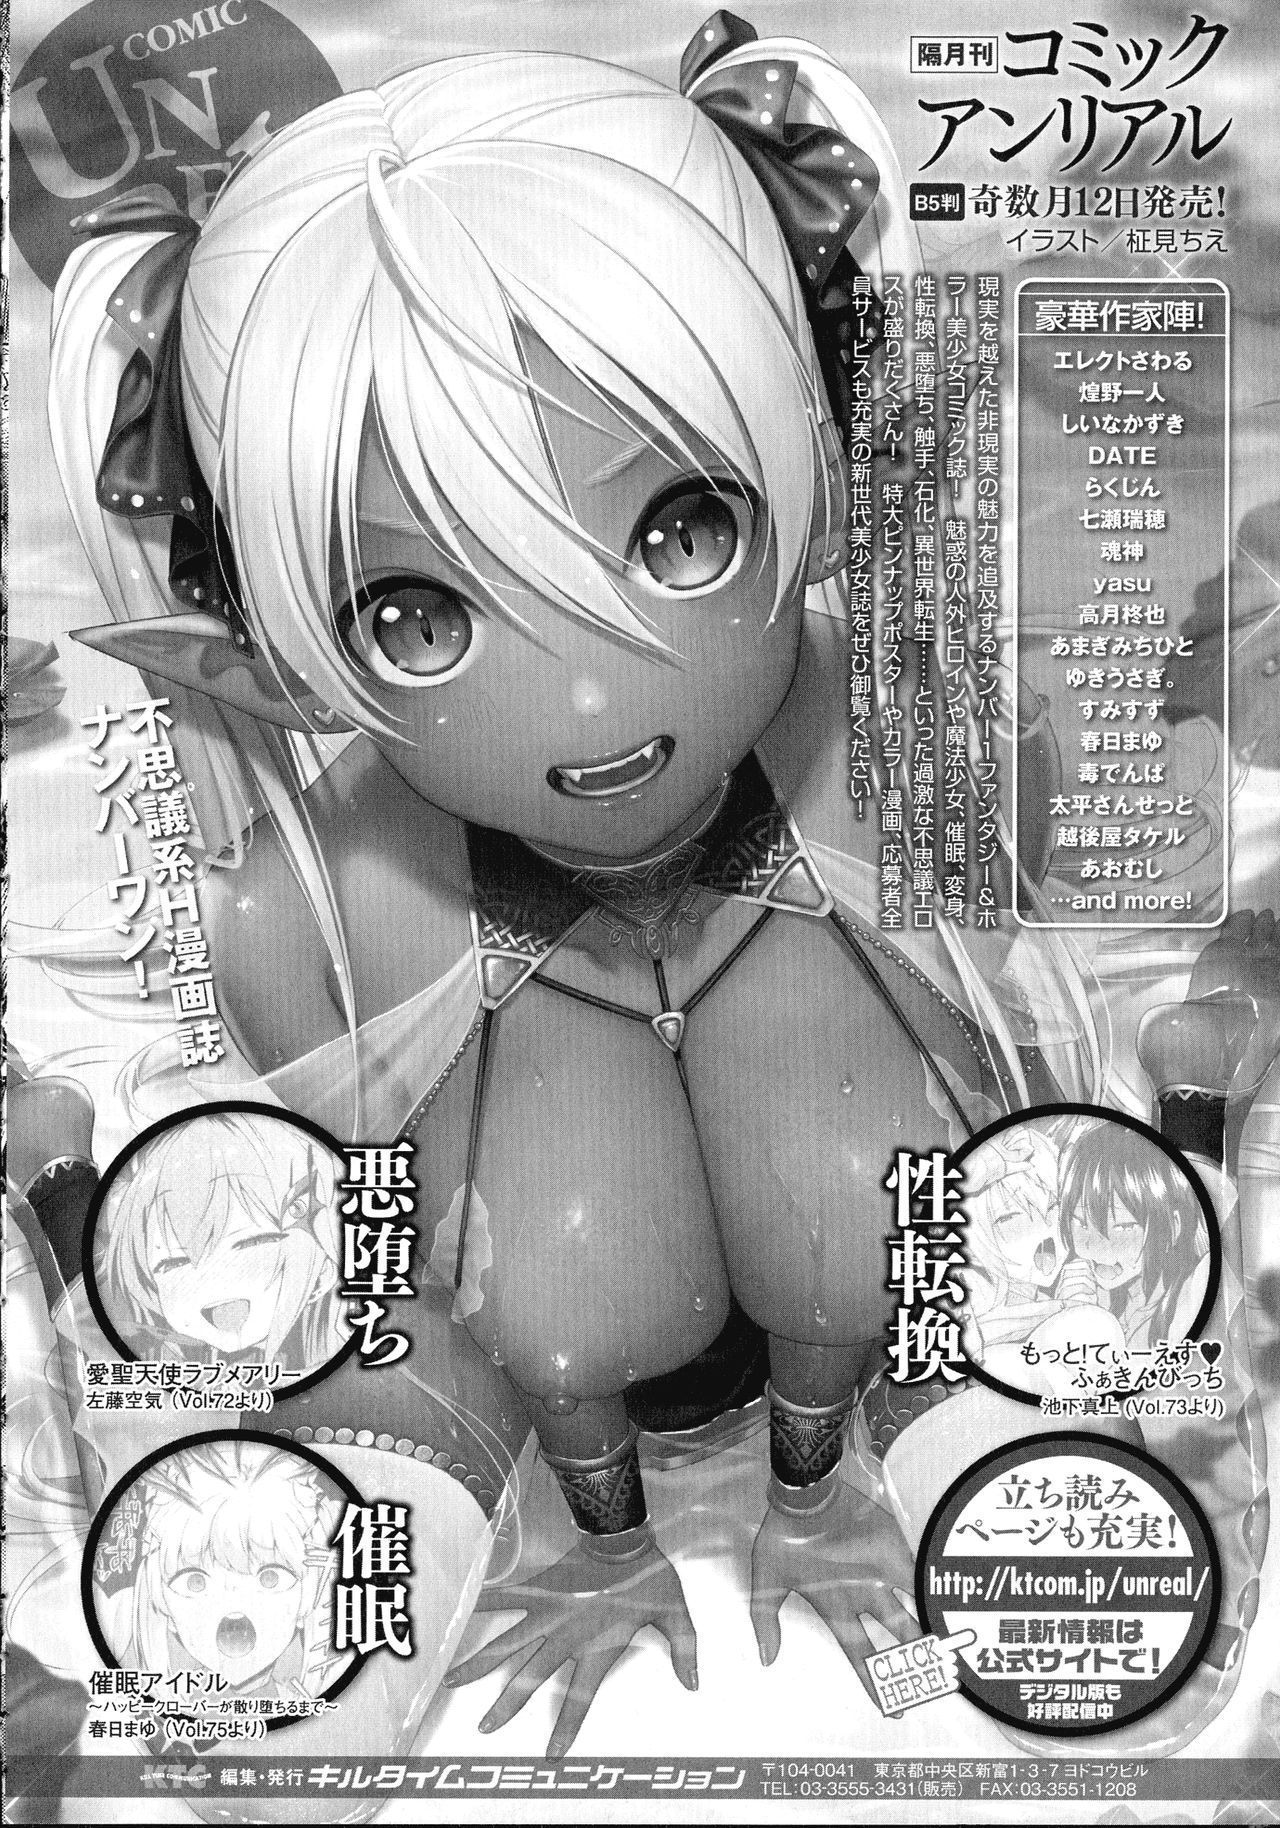 COMIC
UN
隔月刊
コミック
アンリアル
B5判 奇数月12日発売!
イラスト/柾見ちえ
豪華作家陣!
エレクトさわる
煌野一人
しいなかずき
DATE
らくじん
七瀬瑞穂
魂神
yasu
高月柊也
あまぎみちひと
ゆきうさぎ。
すみすず
春日まゆ
毒でんぱ
太平さんせっと
越後屋タケル
あおむし
…and more!
現実を越えた非現実の魅力を追及するナンバー1ファンタジー&ホ
ラー美少女コミック誌! 魅惑の人外ヒロインや魔法少女、催眠、変身、
性転換、悪堕ち、触手、石化、異世界転生……といった過激な不思議エロ
スが盛りだくさん! 特大ピンナップポスターやカラー漫画、応募者全
員サービスも充実の新世代美少女誌をぜひ御覧ください!
不思議系H漫画誌
ナンバーワン!
悪堕ち
愛聖天使ラブメアリー
左藤空気(Vol.72より)
性転換
もっと!てぃーえす♥
ふぁきんびっち
池下真上(Vol.73より)
催眠
催眠アイドル
~ハッピークローバーが散り堕ちるまで~
春日まゆ(Vol.75より)
立ち読み
ページも充実!
http://ktcom.jp/unreal/
最新情報は
公式サイトで!
デジタル版も
好評配信中
CLICK
HERE!
KILL TIME COMMUNICATION
編集・発行 キルタイムコミュニケーション
〒104-0041 東京都中央区新富1-3-7 ヨドコウビル
TEL:03-3555-3431(販売) FAX:03-3551-1208